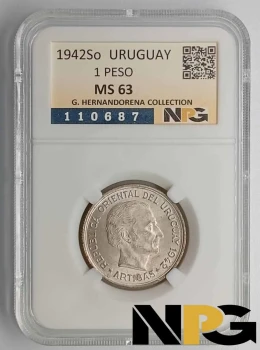 1942So URUGUAY
1 PESO
MS 63
G. HERNANDORENA COLLECTION
110687 NPG
REPUBLICA ORIENTAL DEL URUGUAY 1942
ARTIGAS
NPG